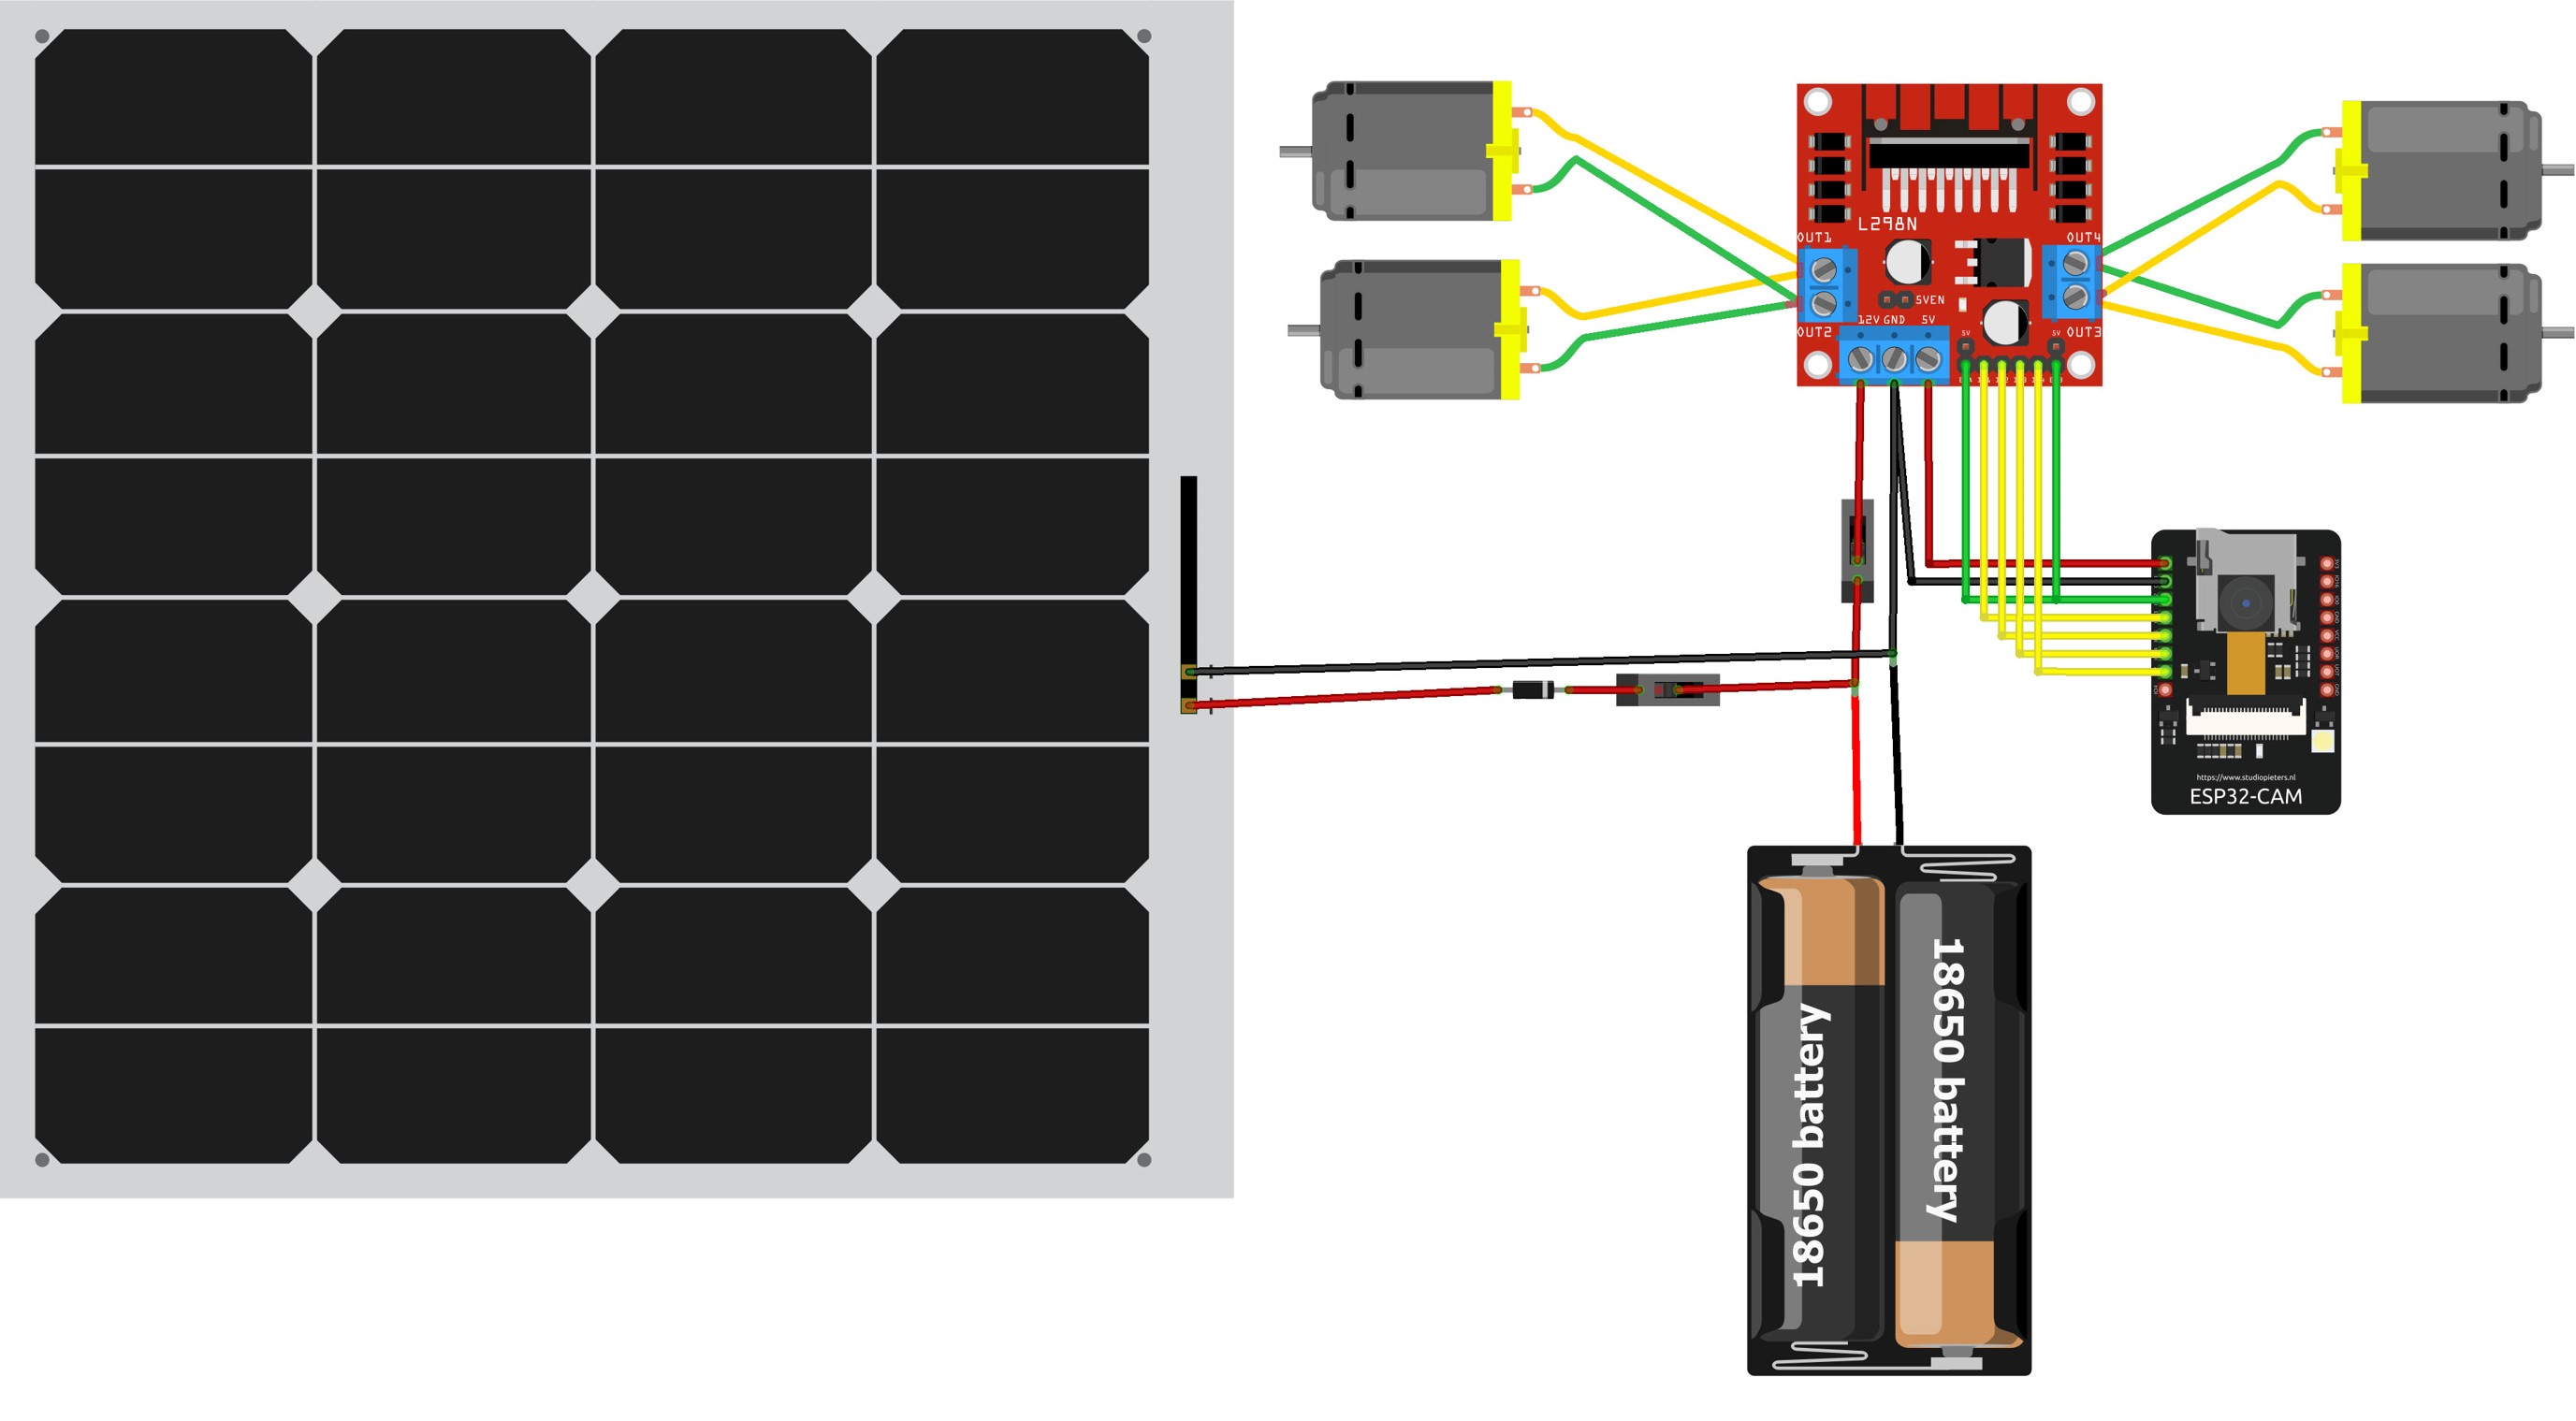 L298N
OUT1
OUT4
5VEN
12V GND 5V
5V
5V
OUT2
OUT3
https://www.studiopieters.nl
ESP32-CAM
18650 battery
18650 battery